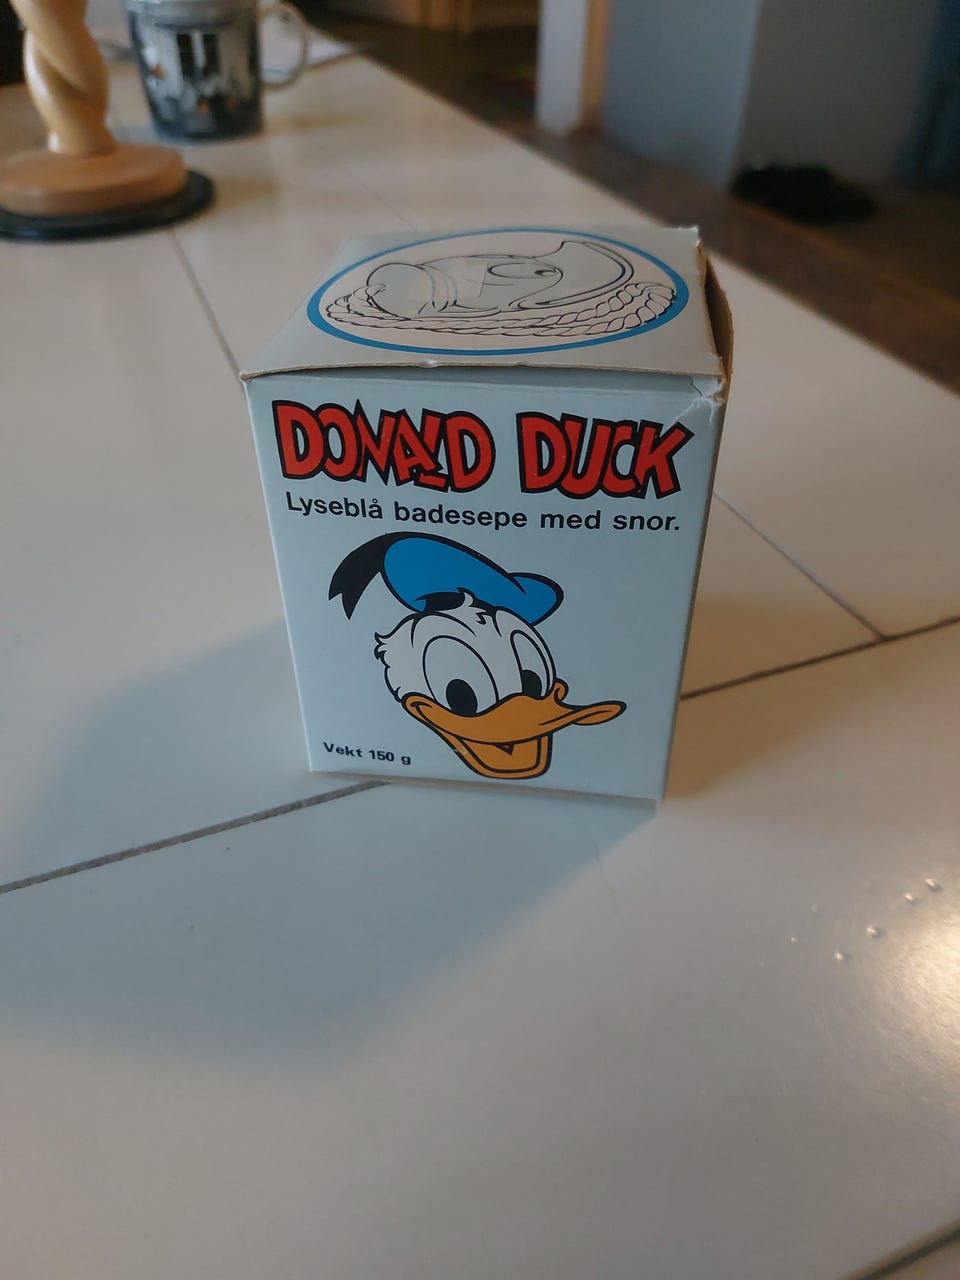 DONALD DUCK
Lyseblå badesepe med snor.
Vekt 150 g